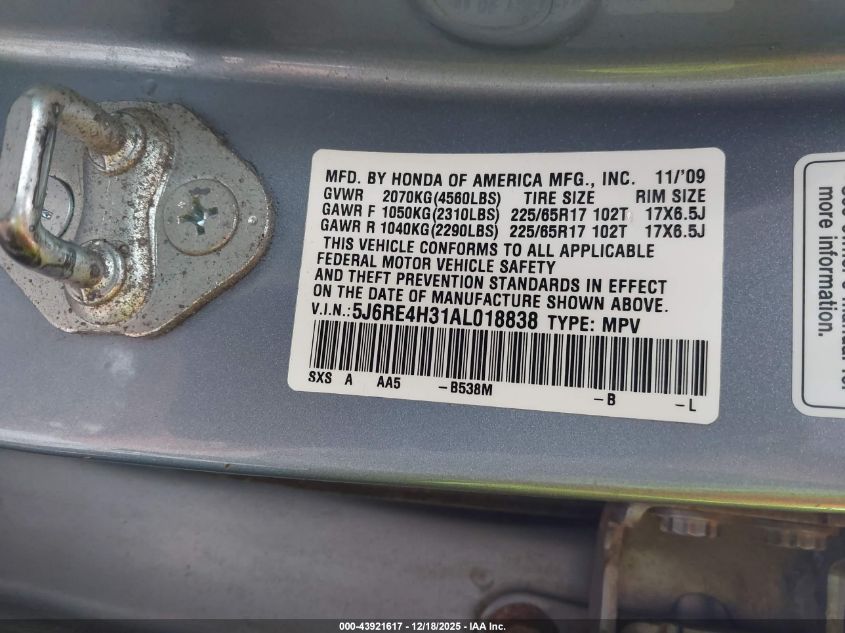 MFD. BY HONDA OF AMERICA MFG., INC. 11/'09
GVWR 2070KG(4560LBS) TIRE SIZE RIM SIZE
GAWR F 1050KG(2310LBS) 225/65R17 102T 17X6.5J
GAWR R 1040KG(2290LBS) 225/65R17 102T 17X6.5J
THIS VEHICLE CONFORMS TO ALL APPLICABLE
FEDERAL MOTOR VEHICLE SAFETY
AND THEFT PREVENTION STANDARDS IN EFFECT
ON THE DATE OF MANUFACTURE SHOWN ABOVE.
V.I.N.:5J6RE4H31AL018838 TYPE: MPV
SXS A AA5 -B538M -B -L
more information.
000-43921617 - 12/18/2025 - IAA Inc.